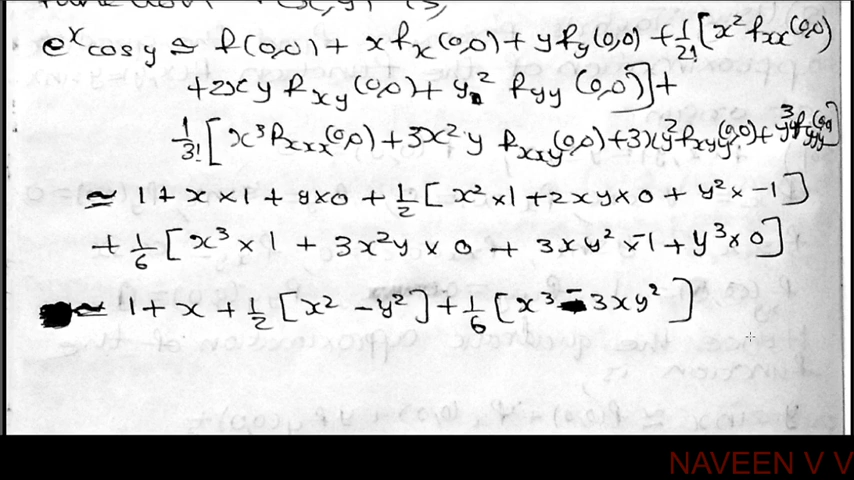 e^x cos y ≃ f(0,0) + x f_x(0,0) + y f_y(0,0) + 1/2! [x² f_xx(0,0)
+ 2xy f_xy(0,0) + y² f_yy(0,0)] +
1/3! [x³ f_xxx(0,0) + 3x² y f_xxy(0,0) + 3xy² f_xyy(0,0) + y³ f_yyy(0,0)]
≃ 1 + x × 1 + y × 0 + 1/2 [x² × 1 + 2xy × 0 + y² × -1]
+ 1/6 [x³ × 1 + 3x²y × 0 + 3xy² × -1 + y³ × 0]
≃ 1 + x + 1/2 [x² - y²] + 1/6 [x³ - 3xy²]
NAVEEN V V